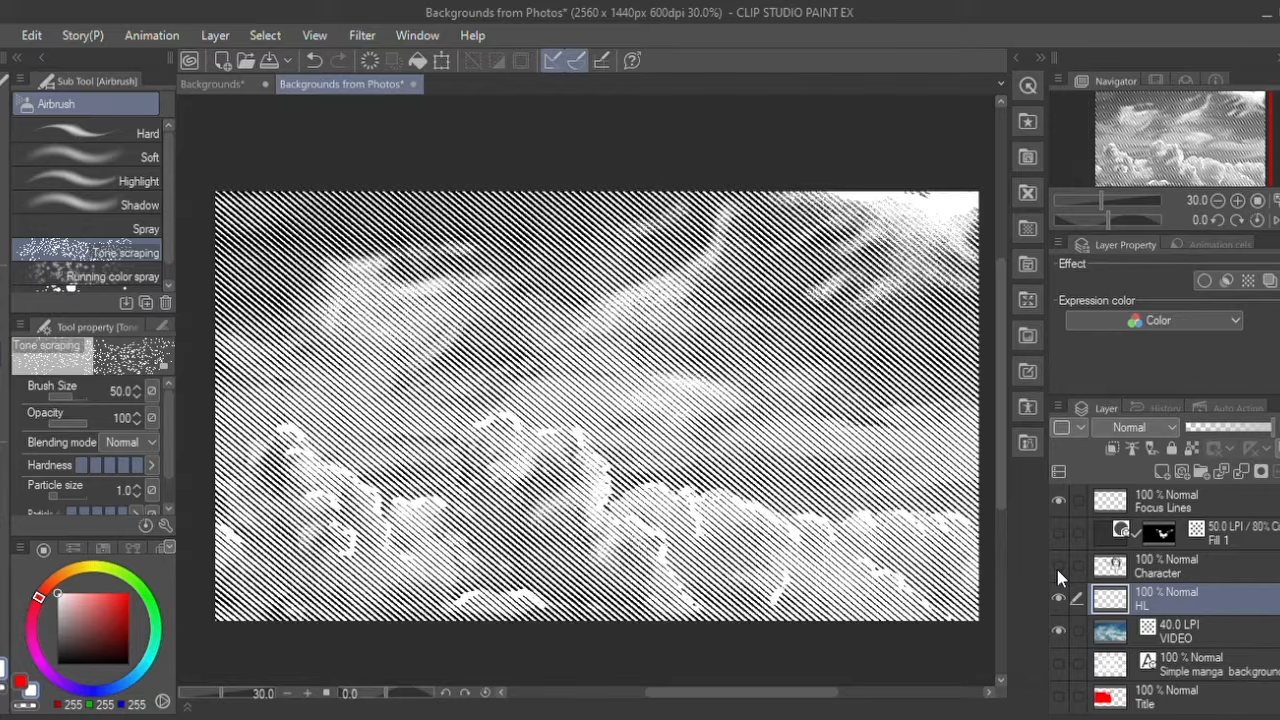 Backgrounds from Photos* (2560 x 1440px 600dpi 30.0%) - CLIP STUDIO PAINT EX
Edit Story(P) Animation Layer Select View Filter Window Help
Sub Tool [Airbrush]
Backgrounds* Backgrounds from Photos*
Navigator
Airbrush
Hard
Soft
Highlight
Shadow
Spray
Tone scraping
Running color spray
30.0
0.0
Layer Property Animation cels
Effect
Expression color
Color
Tool property [Tone
Tone scraping
Brush Size 50.0
Opacity 100
Blending mode Normal
Hardness
Particle size 1.0
Layer History Auto Action
Normal
100 % Normal
Focus Lines
50.0 LPI / 80%
Fill 1
100 % Normal
Character
100 % Normal
HL
40.0 LPI
VIDEO
100 % Normal
Simple manga background
100 % Normal
Title
30.0 0.0
255 255 255